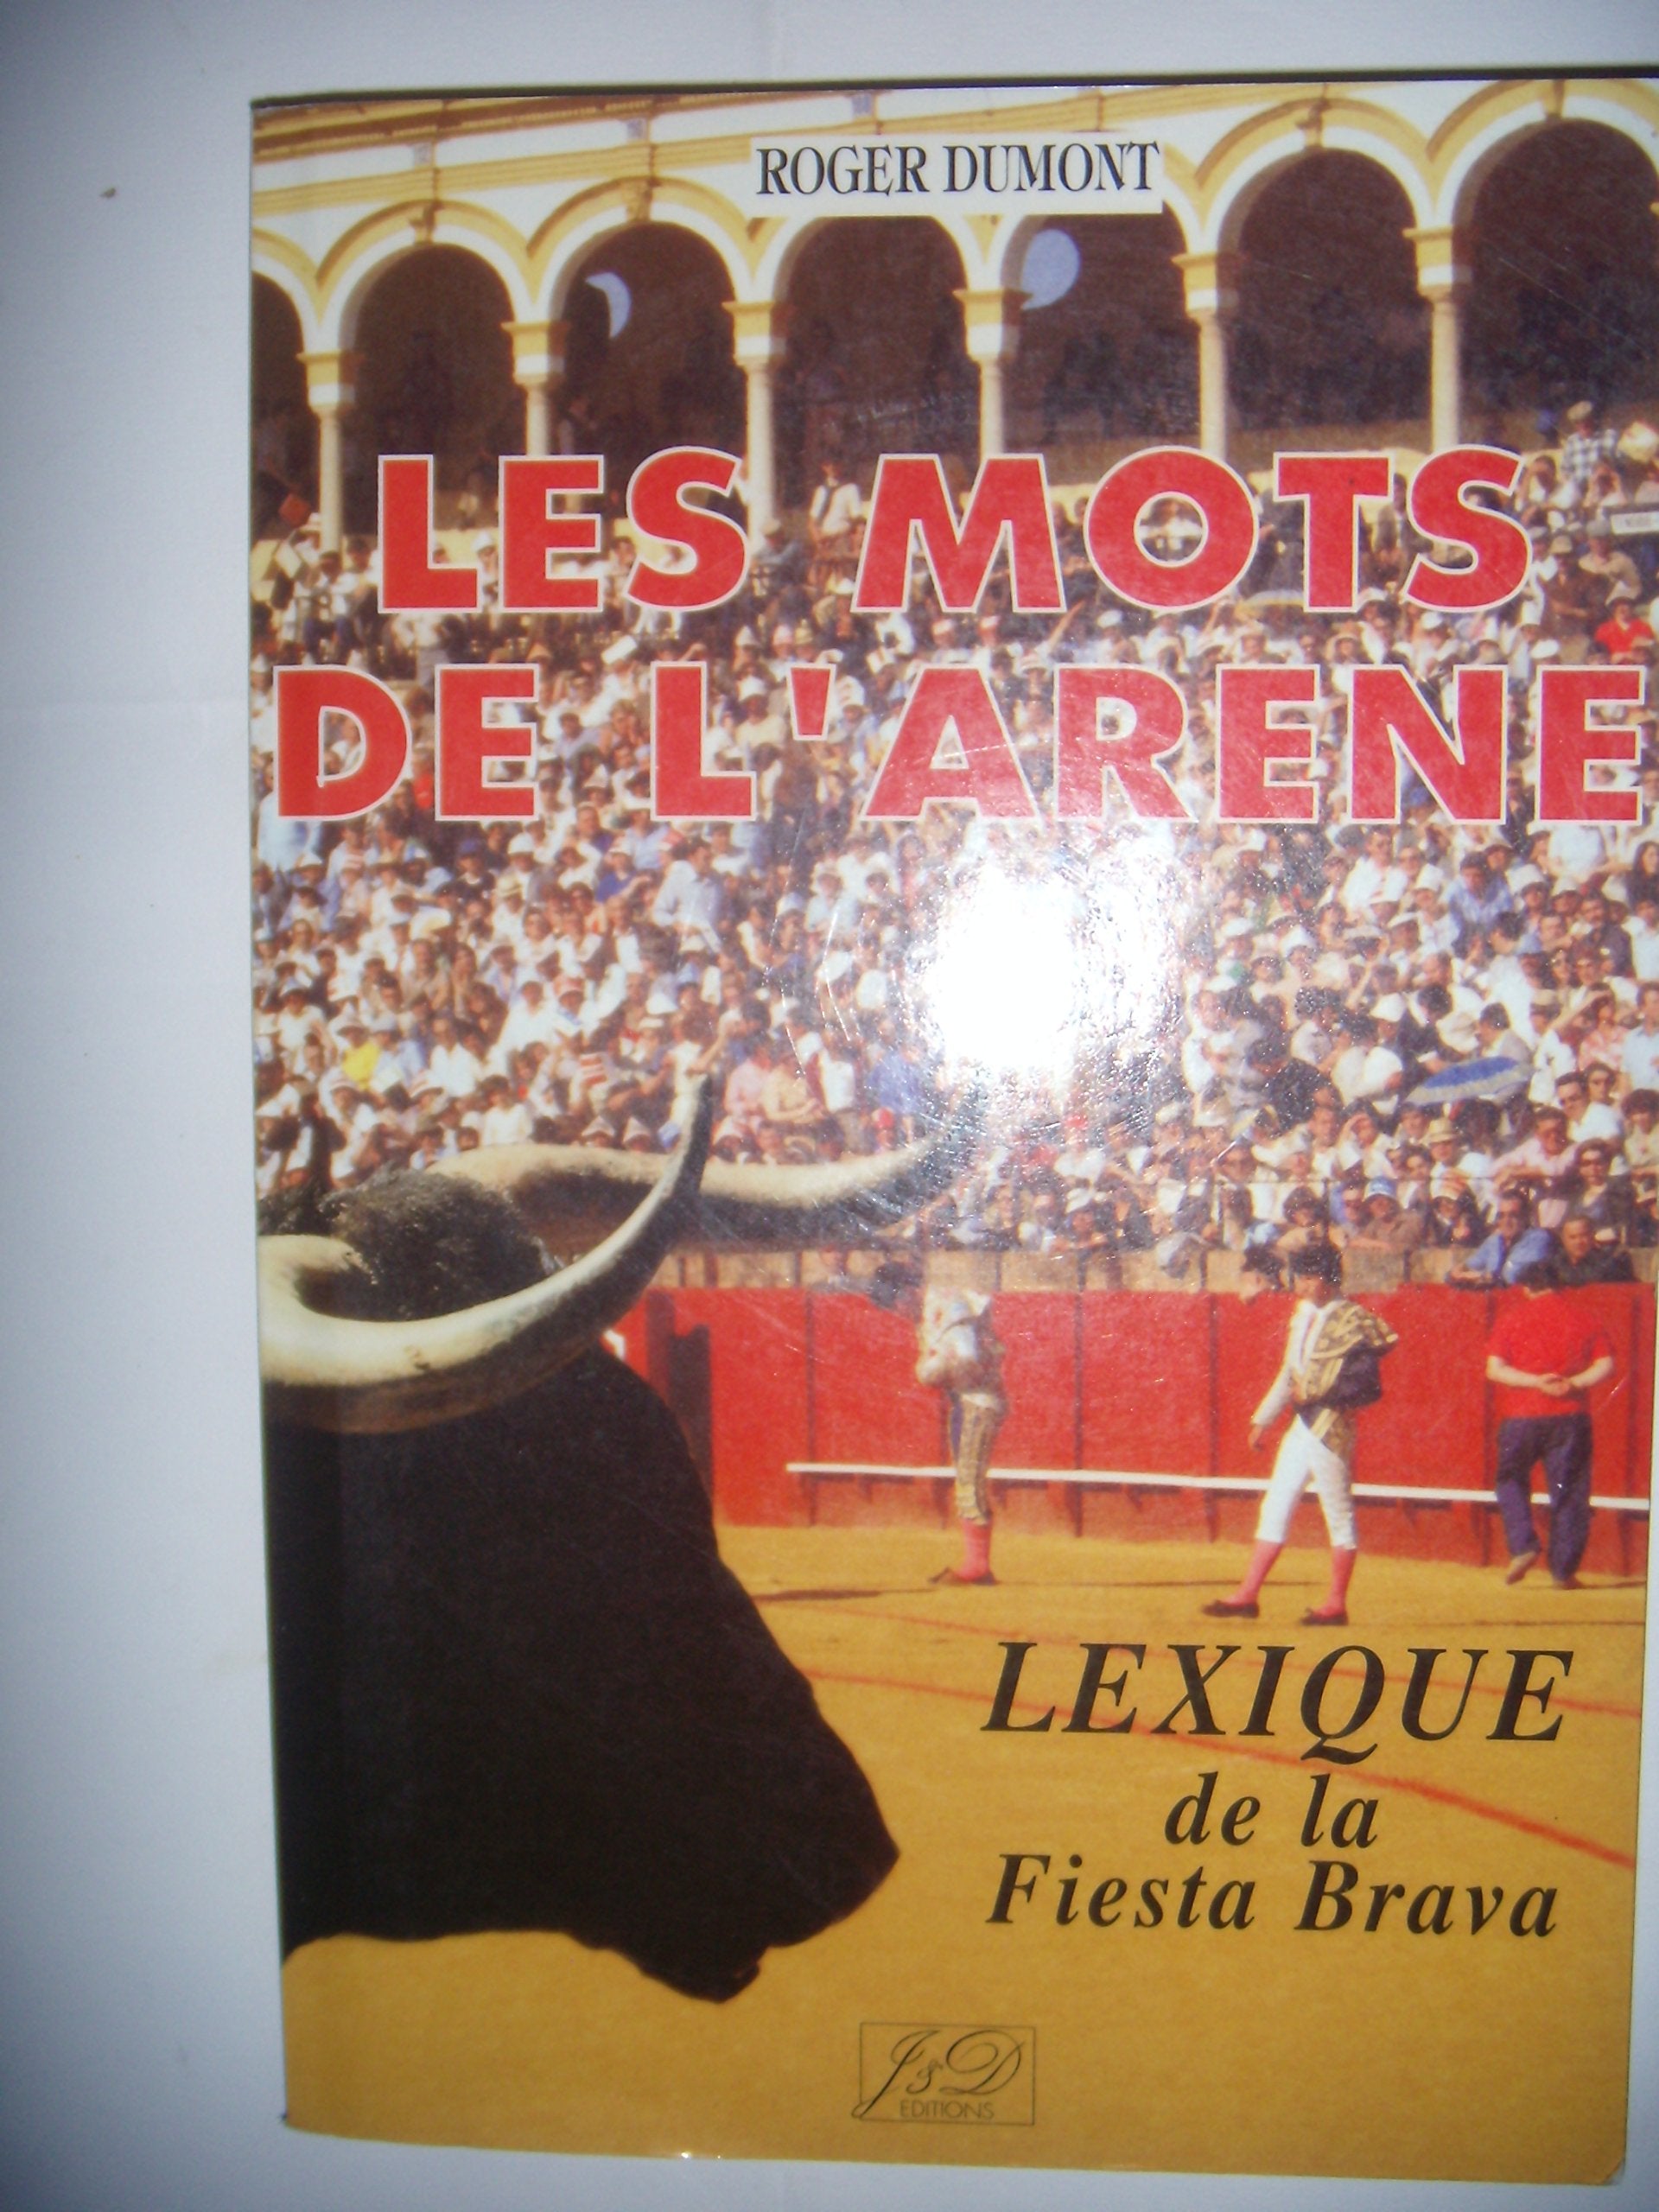 ROGER DUMONT
LES MOTS
DE L'ARENE
LEXIQUE
de la
Fiesta Brava
J&D
EDITIONS